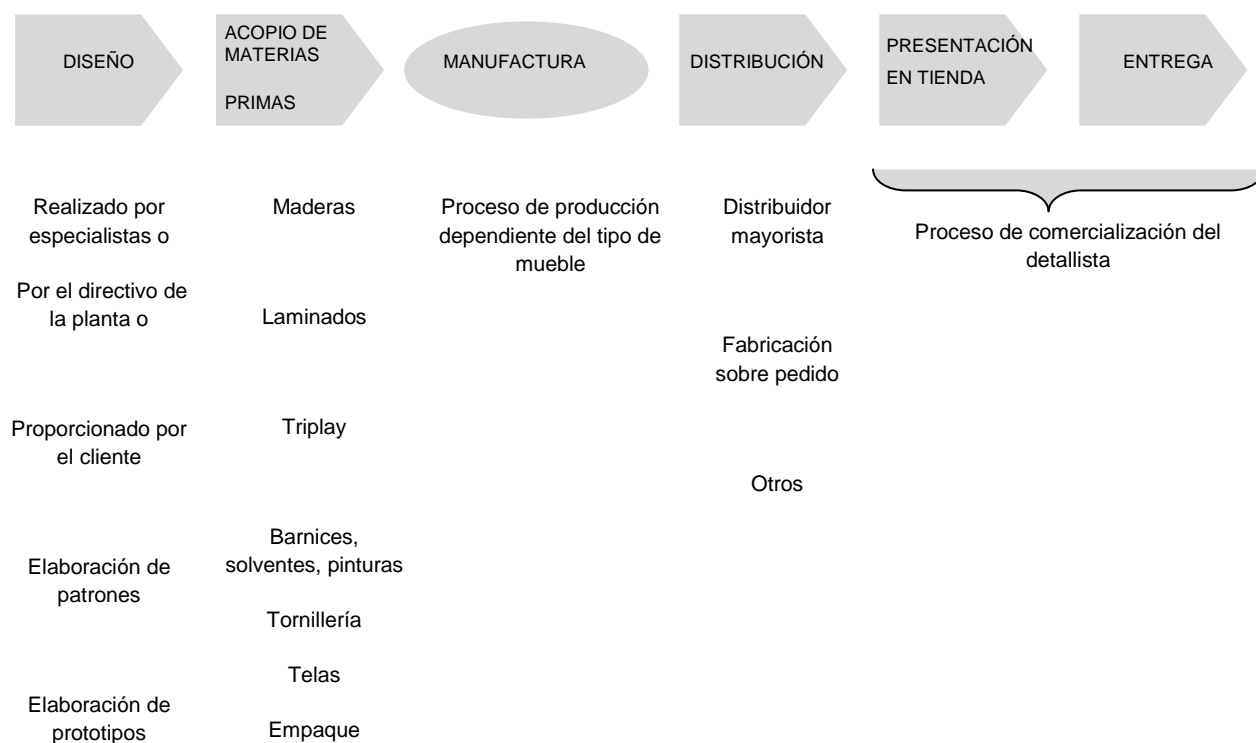 DISEÑO
ACOPIO DE
MATERIAS
PRIMAS
MANUFACTURA
DISTRIBUCIÓN
PRESENTACIÓN
EN TIENDA
ENTREGA
Realizado por
especialistas o
Por el directivo de
la planta o
Proporcionado por
el cliente
Elaboración de
patrones
Elaboración de
prototipos
Maderas
Laminados
Triplay
Barnices,
solventes, pinturas
Tornillería
Telas
Empaque
Proceso de producción
dependiente del tipo de
mueble
Distribuidor
mayorista
Fabricación
sobre pedido
Otros
Proceso de comercialización del
detallista